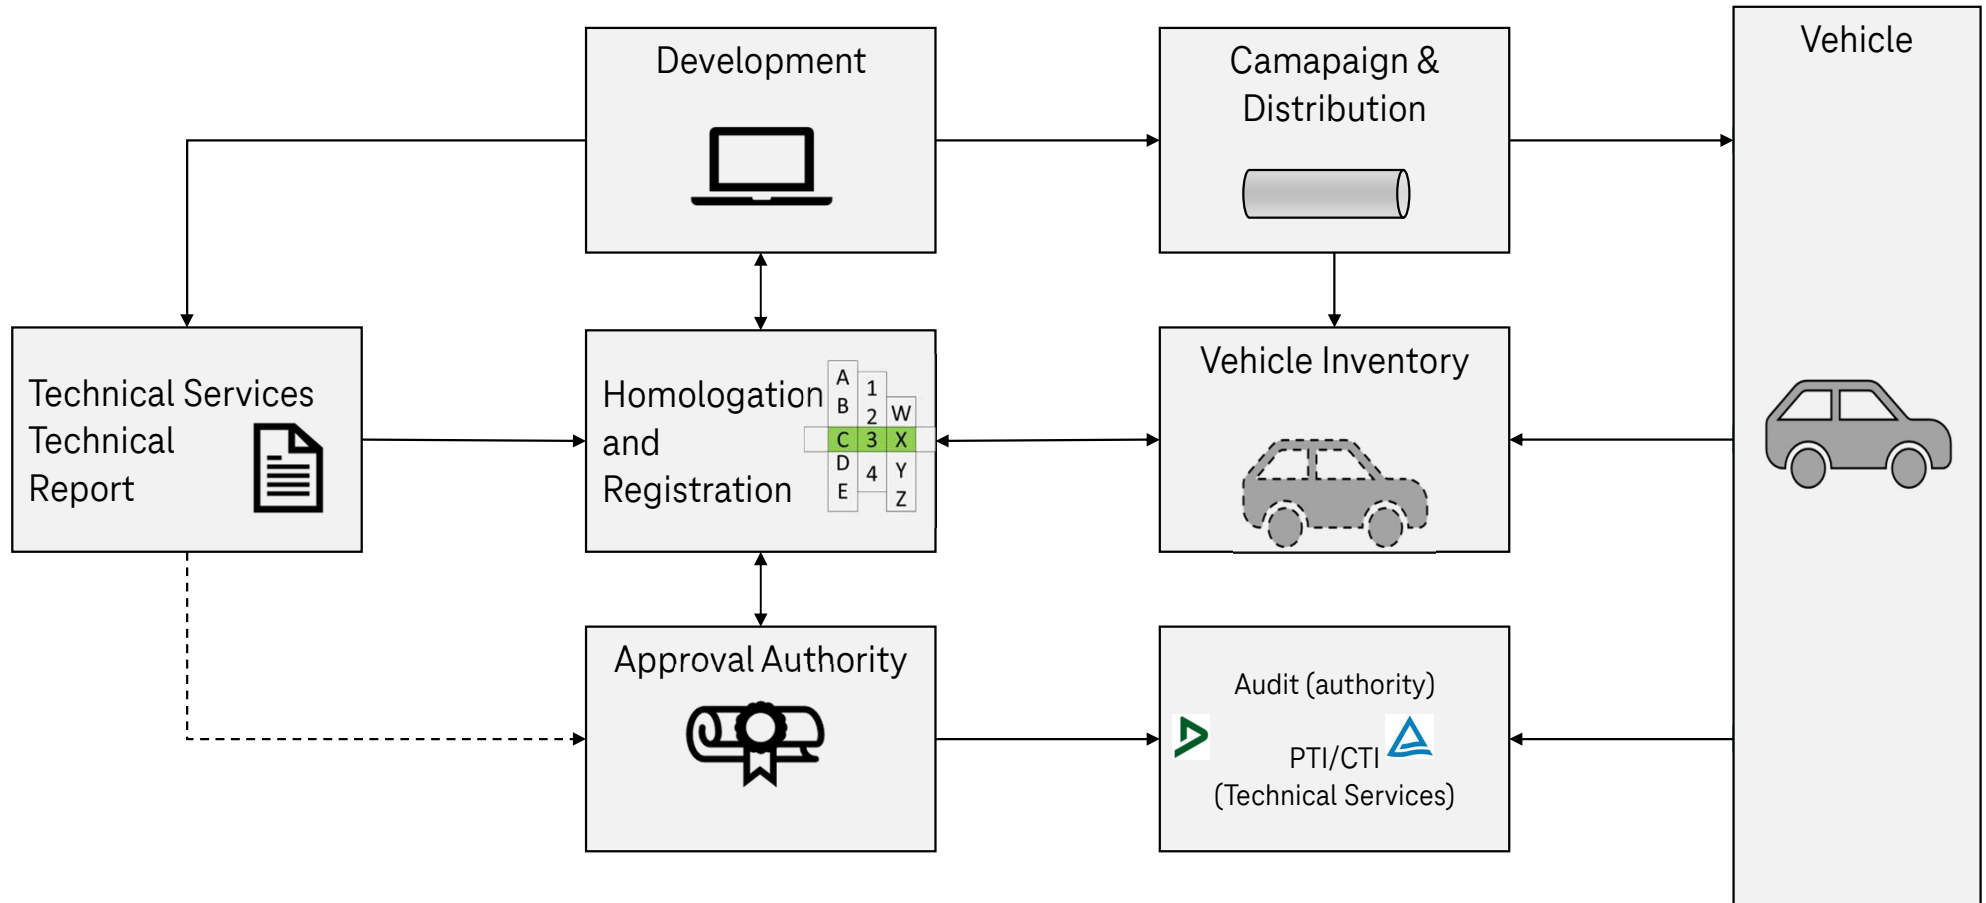 Development
Camapaign &
Distribution
Vehicle
Technical Services
Technical
Report
Homologation
and
Registration
A
B
C
D
E
1
2
3
4
W
X
Y
Z
Vehicle Inventory
Approval Authority
Audit (authority)
PTI/CTI
(Technical Services)